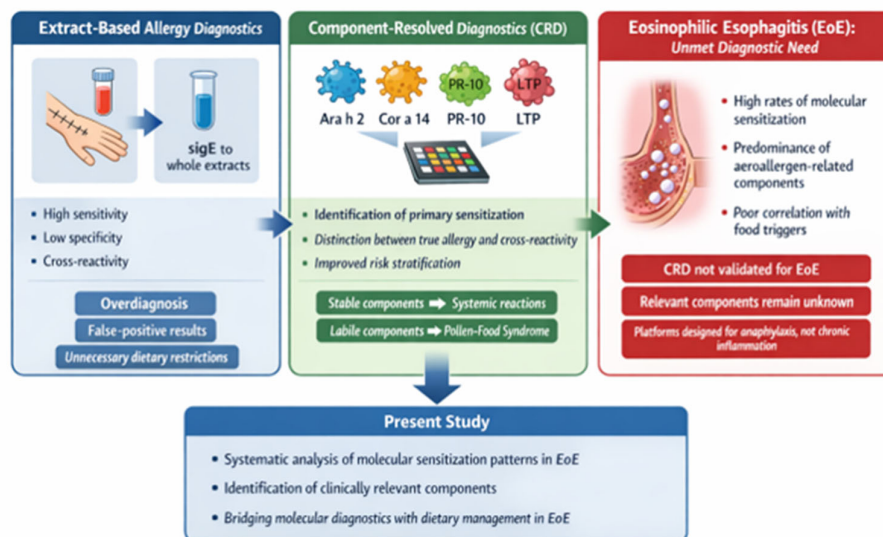 Extract-Based Allergy Diagnostics
sigE to
whole extracts
• High sensitivity
• Low specificity
• Cross-reactivity
Overdiagnosis
False-positive results
Unnecessary dietary restrictions
Component-Resolved Diagnostics (CRD)
PR-10
LTP
Ara h 2
Cor a 14
PR-10
LTP
• Identification of primary sensitization
• Distinction between true allergy and cross-reactivity
• Improved risk stratification
Stable components ➡ Systemic reactions
Labile components ➡ Pollen-Food Syndrome
Eosinophilic Esophagitis (EoE):
Unmet Diagnostic Need
• High rates of molecular
sensitization
• Predominance of
aeroallergen-related
components
• Poor correlation with
food triggers
CRD not validated for EoE
Relevant components remain unknown
Platforms designed for anaphylaxis, not chronic
inflammation
Present Study
• Systematic analysis of molecular sensitization patterns in EoE
• Identification of clinically relevant components
• Bridging molecular diagnostics with dietary management in EoE